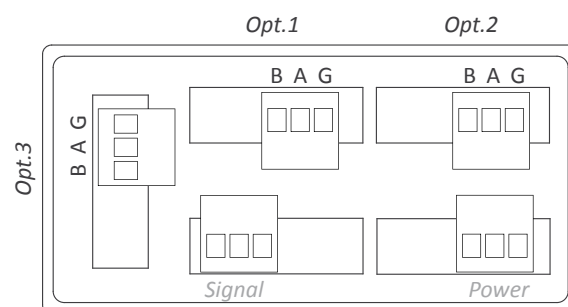 Opt.1
Opt.2
B A G
B A G
Opt.3
B A G
Signal
Power